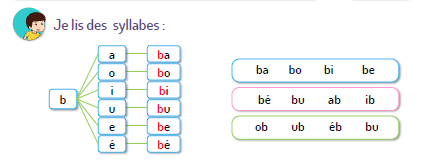 Je lis des syllabes :
b
a ba
o bo
i bi
u bu
e be
é bé
ba bo bi be
bé bu ab ib
ob ub éb bu